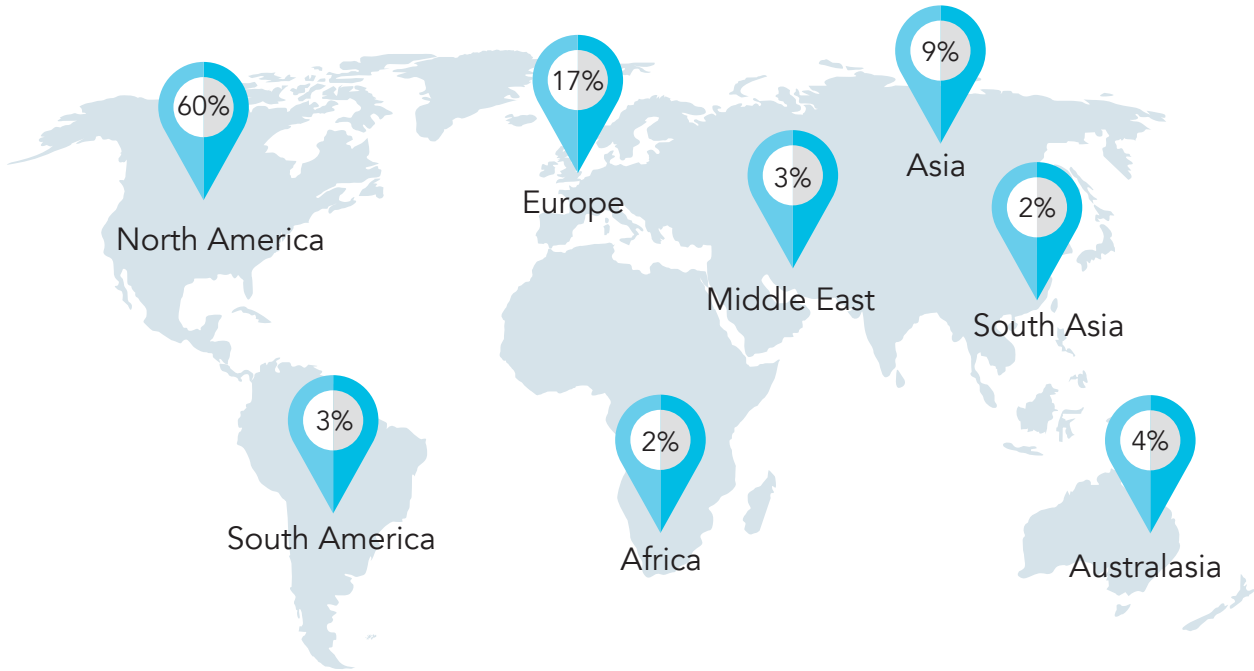 9%
Asia
17%
Europe
60%
North America
3%
Middle East
2%
South Asia
3%
South America
2%
Africa
4%
Australasia